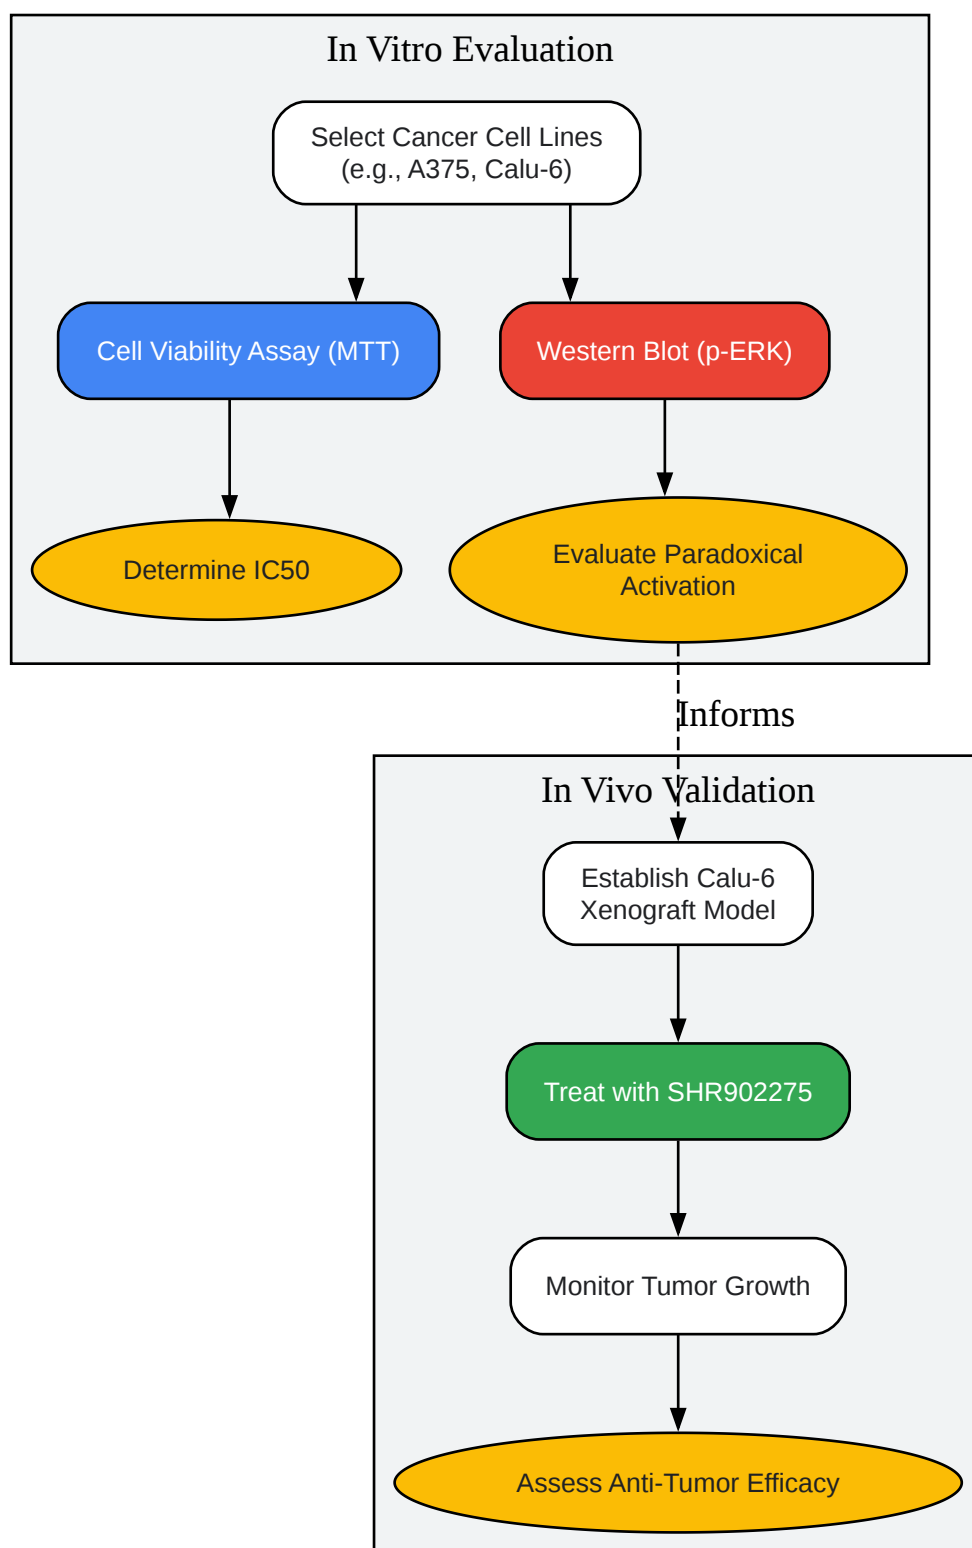 In Vitro Evaluation
Select Cancer Cell Lines
(e.g., A375, Calu-6)
Cell Viability Assay (MTT)
Western Blot (p-ERK)
Determine IC50
Evaluate Paradoxical
Activation
Informs
In Vivo Validation
Establish Calu-6
Xenograft Model
Treat with SHR902275
Monitor Tumor Growth
Assess Anti-Tumor Efficacy